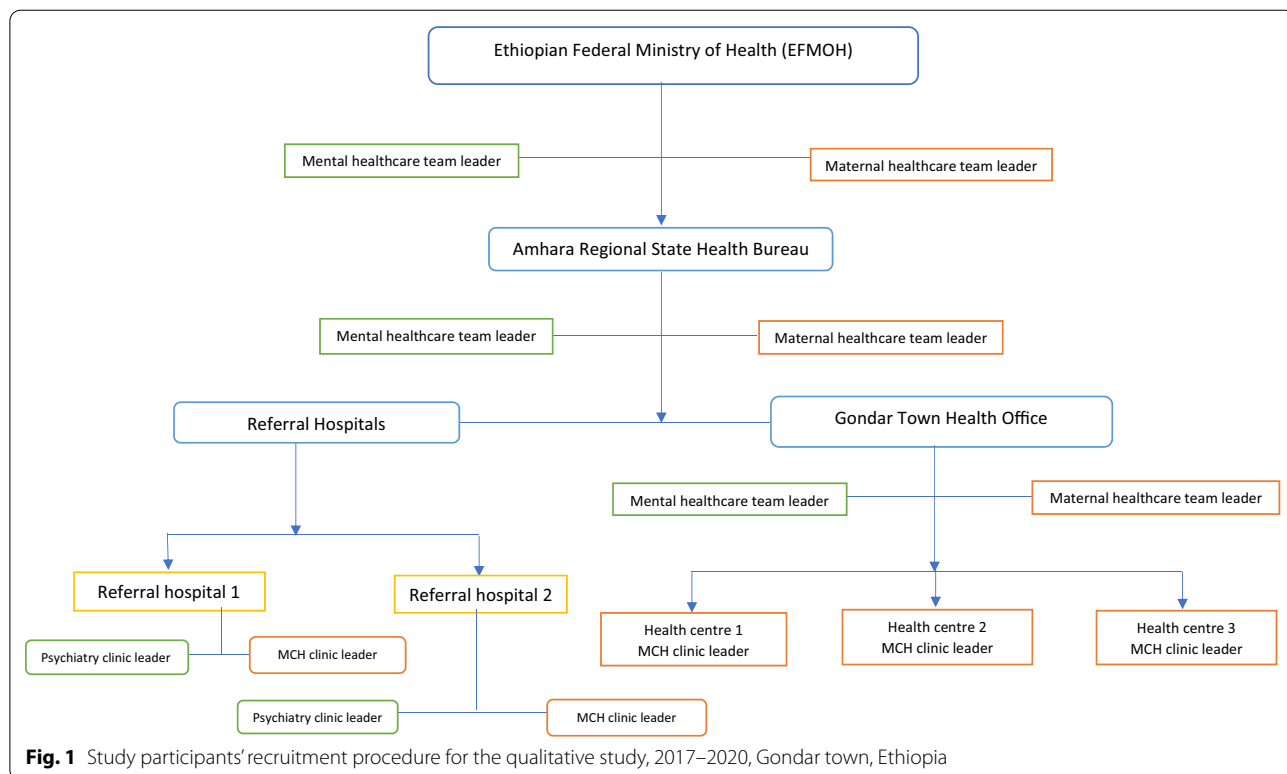 Ethiopian Federal Ministry of Health (EFMOH)
Mental healthcare team leader
Maternal healthcare team leader
Amhara Regional State Health Bureau
Mental healthcare team leader
Maternal healthcare team leader
Referral Hospitals
Gondar Town Health Office
Mental healthcare team leader
Maternal healthcare team leader
Referral hospital 1
Referral hospital 2
Health centre 1
MCH clinic leader
Health centre 2
MCH clinic leader
Health centre 3
MCH clinic leader
Psychiatry clinic leader
MCH clinic leader
Psychiatry clinic leader
MCH clinic leader
Fig. 1 Study participants’ recruitment procedure for the qualitative study, 2017–2020, Gondar town, Ethiopia